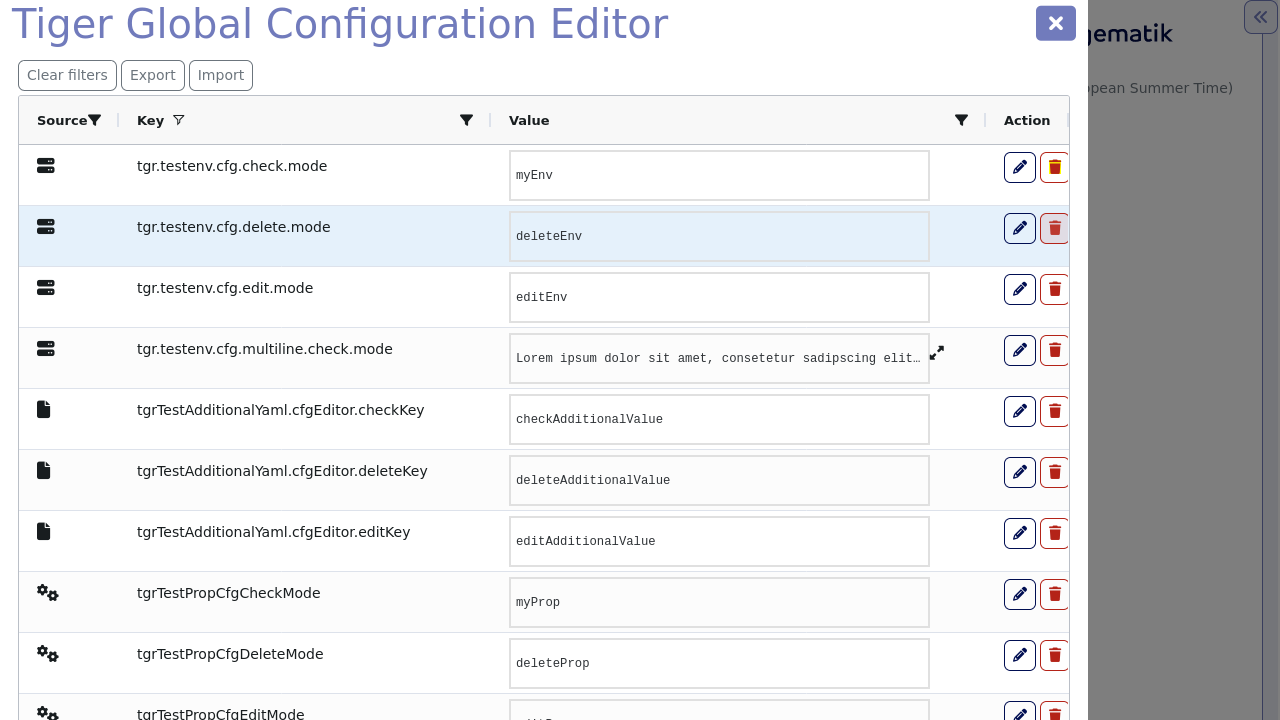 Tiger Global Configuration Editor
gematik
Clear filters Export Import
opean Summer Time)
Source Key Value Action
tgr.testenv.cfg.check.mode myEnv
tgr.testenv.cfg.delete.mode deleteEnv
tgr.testenv.cfg.edit.mode editEnv
tgr.testenv.cfg.multiline.check.mode Lorem ipsum dolor sit amet, consetetur sadipscing elit…
tgrTestAdditionalYaml.cfgEditor.checkKey checkAdditionalValue
tgrTestAdditionalYaml.cfgEditor.deleteKey deleteAdditionalValue
tgrTestAdditionalYaml.cfgEditor.editKey editAdditionalValue
tgrTestPropCfgCheckMode myProp
tgrTestPropCfgDeleteMode deleteProp
tgrTestPropCfgEditMode